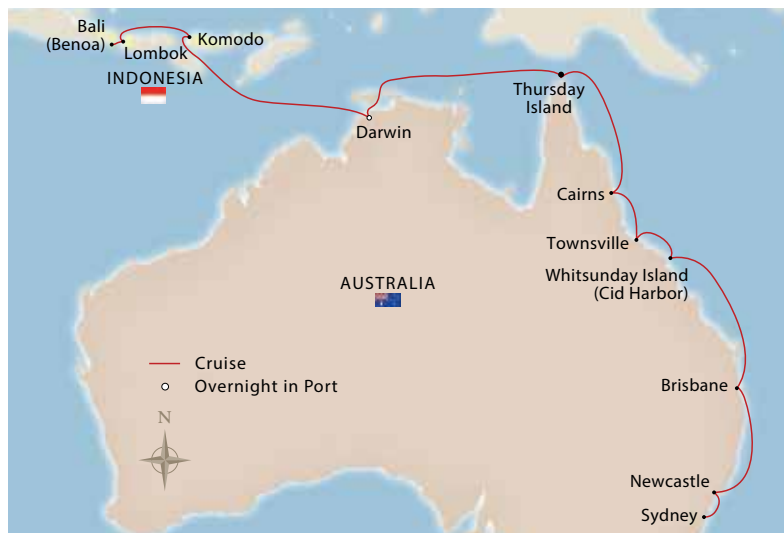 Bali
(Benoa)
Lombok
Komodo
INDONESIA
Darwin
Thursday
Island
Cairns
Townsville
Whitsunday Island
(Cid Harbor)
AUSTRALIA
Cruise
Overnight in Port
Brisbane
N
Newcastle
Sydney